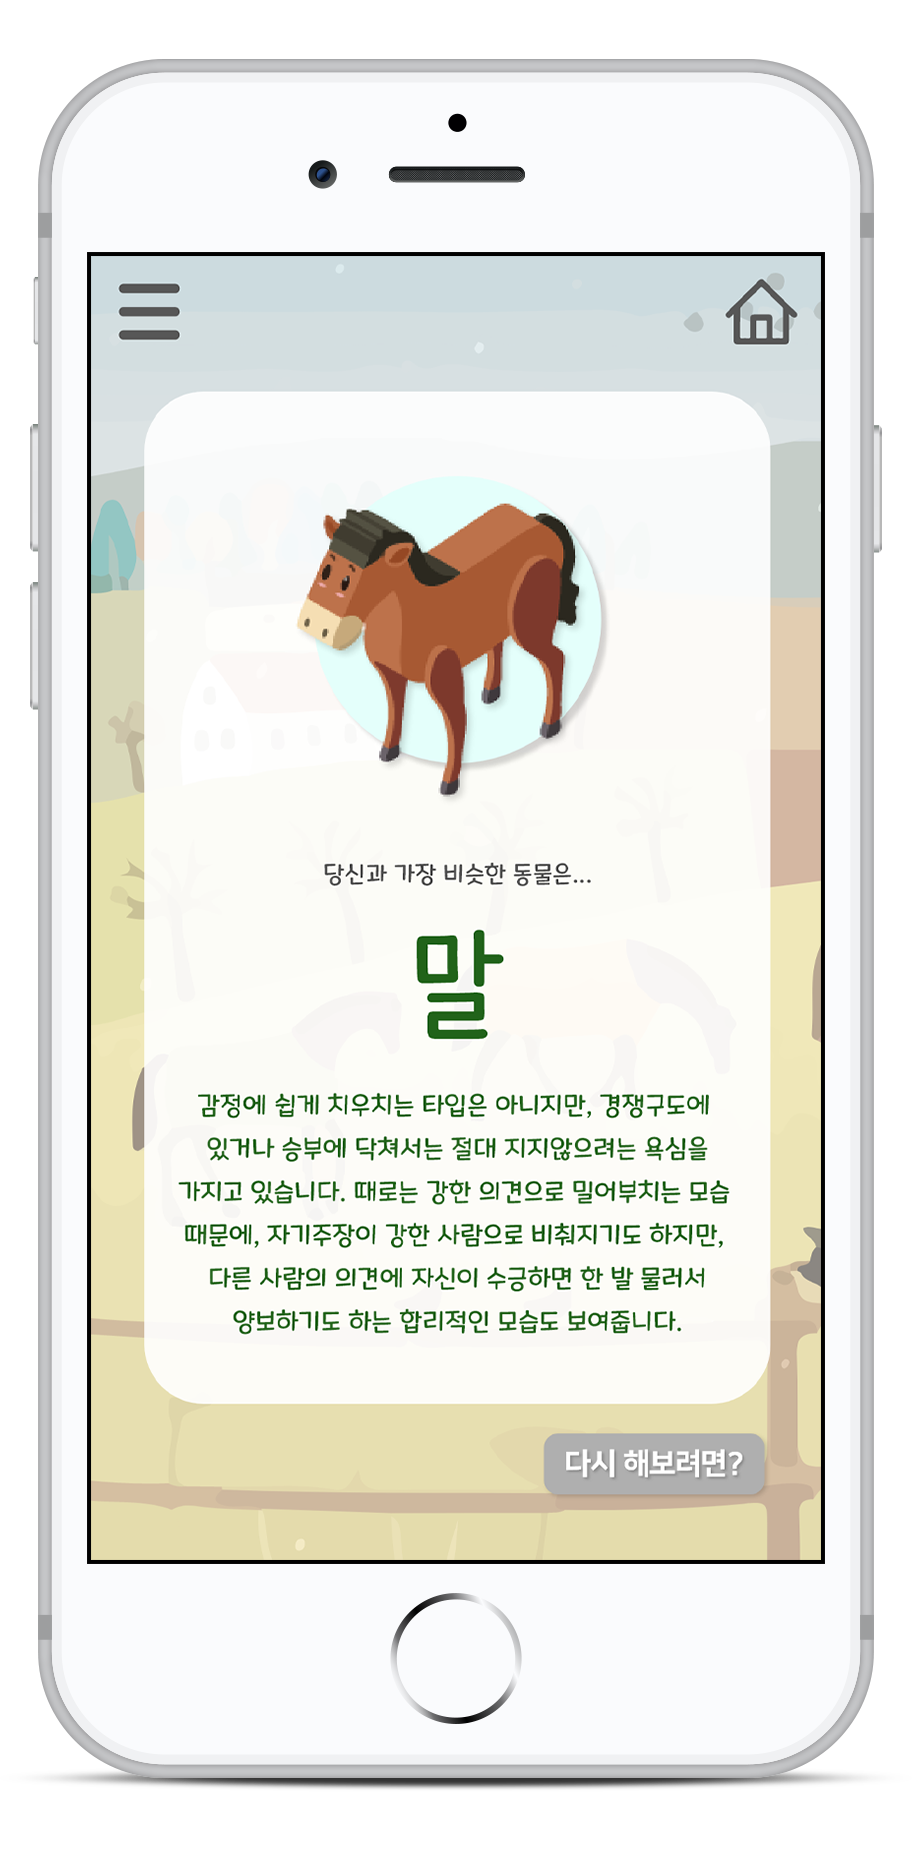 당신과 가장 비슷한 동물은...
말
감정에 쉽게 치우치는 타입은 아니지만, 경쟁구도에
있거나 승부에 닥쳐서는 절대 지지않으려는 욕심을
가지고 있습니다. 때로는 강한 의견으로 밀어부치는 모습
때문에, 자기주장이 강한 사람으로 비춰지기도 하지만,
다른 사람의 의견에 자신이 수긍하면 한 발 물러서
양보하기도 하는 합리적인 모습도 보여줍니다.
다시 해보려면?